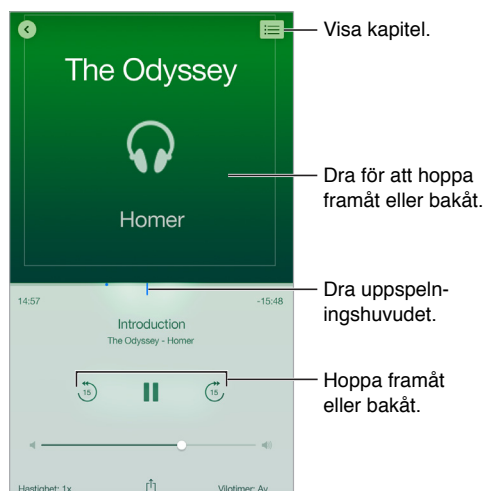 Visa kapitel.
The Odyssey
Dra för att hoppa
framåt eller bakåt.
Homer
Dra uppspeln-
ingshuvudet.
14:57
-15:48
Introduction
The Odyssey - Homer
Hoppa framåt
eller bakåt.
15
15
Hastighet: 1x
Vilotimer: Av